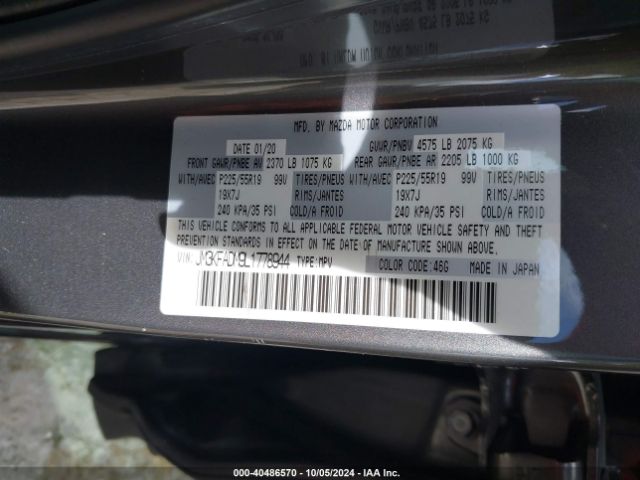 MFD. BY MAZDA MOTOR CORPORATION
DATE 01/20 GVWR/PNBV 4575 LB 2075 KG
FRONT GAWR/PNBE AV 2370 LB 1075 KG REAR GAWR/PNBE AR 2205 LB 1000 KG
WITH/AVEC P225/55R19 99V TIRES/PNEUS WITH/AVEC P225/55R19 99V TIRES/PNEUS
19X7J RIMS/JANTES 19X7J RIMS/JANTES
240 KPA/35 PSI COLD/A FROID 240 KPA/35 PSI COLD/A FROID
THIS VEHICLE CONFORMS TO ALL APPLICABLE FEDERAL MOTOR VEHICLE SAFETY AND THEFT
PREVENTION STANDARDS IN EFFECT ON THE DATE OF MANUFACTURE SHOWN ABOVE.
VIN: TYPE:MPV COLOR CODE:46G MADE IN JAPAN
000-40486570 - 10/05/2024 - IAA Inc.